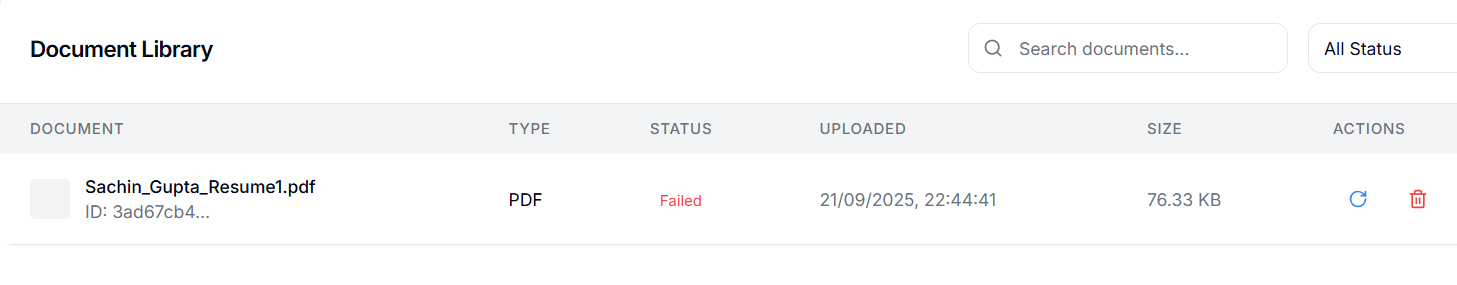 Document Library
Search documents...
All Status
DOCUMENT TYPE STATUS UPLOADED SIZE ACTIONS
Sachin_Gupta_Resume1.pdf
ID: 3ad67cb4...
PDF Failed 21/09/2025, 22:44:41 76.33 KB